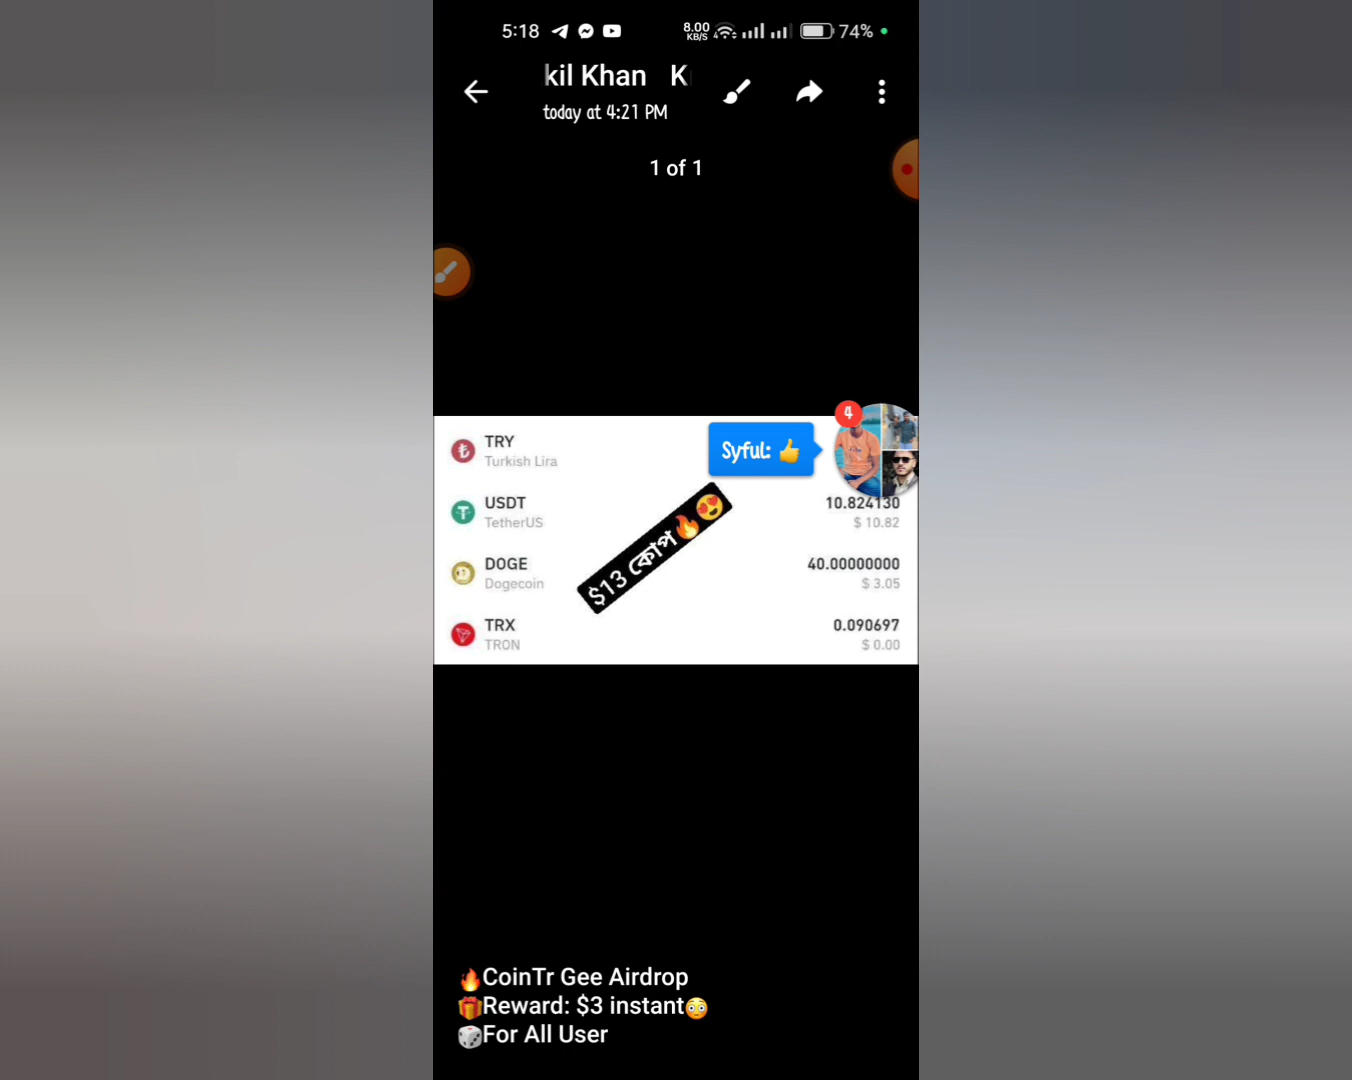 5:18
8.00
KB/S
74%
kil Khan K
today at 4:21 PM
1 of 1
4
TRY
Turkish Lira
Syful: 👍
USDT
10.824130
TetherUS
$ 10.82
$13 কোপ🔥😍
DOGE
40.00000000
Dogecoin
$ 3.05
TRX
0.090697
TRON
$ 0.00
🔥CoinTr Gee Airdrop
🎁Reward: $3 instant😳
🎲For All User